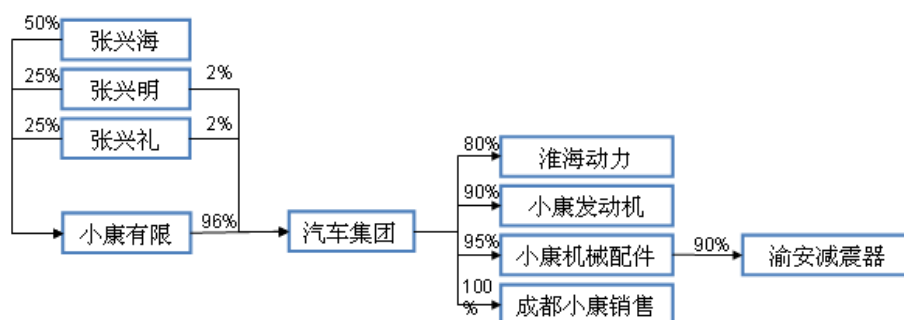 50%
张兴海
25%
张兴明
2%
25%
张兴礼
2%
80%
淮海动力
90%
小康发动机
小康有限
96%
汽车集团
95%
小康机械配件
90%
渝安减震器
100
%
成都小康销售